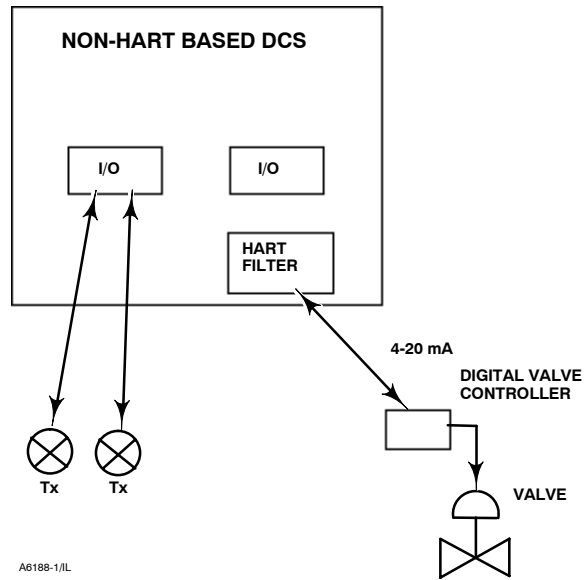 NON-HART BASED DCS
I/O
I/O
HART
FILTER
4-20 mA
DIGITAL VALVE
CONTROLLER
Tx
Tx
VALVE
A6188-1/IL